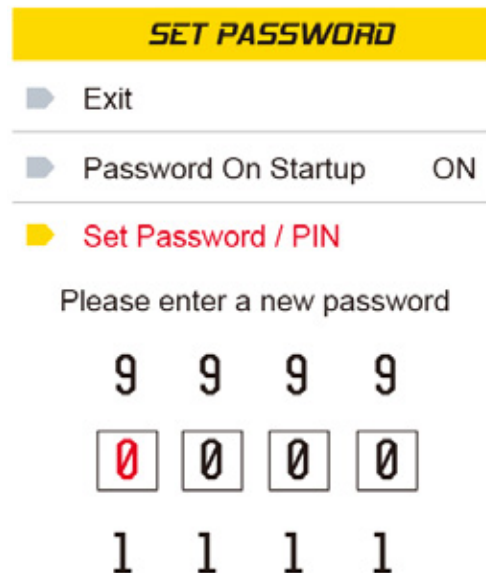 SET PASSWORD
Exit
Password On Startup ON
Set Password / PIN
Please enter a new password
9 9 9 9
0 0 0 0
1 1 1 1